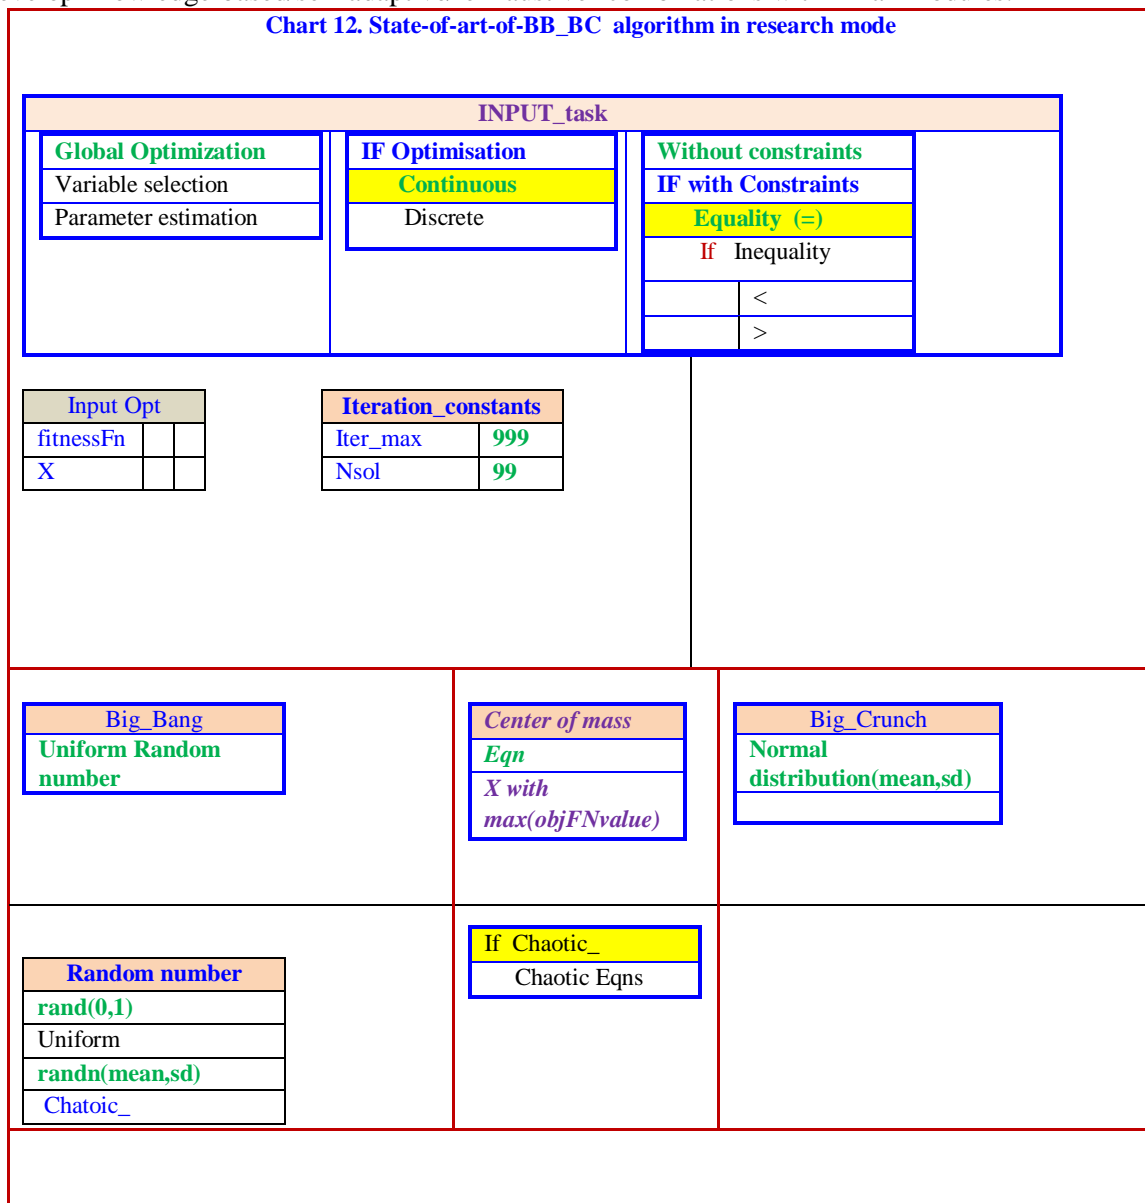 Chart 12. State-of-art-of-BB_BC algorithm in research mode
INPUT_task
Global Optimization
Variable selection
Parameter estimation
IF Optimisation
Continuous
Discrete
Without constraints
IF with Constraints
Equality (=)
If Inequality
<
>
Input Opt
fitnessFn
X
Iteration_constants
Iter_max 999
Nsol 99
Big_Bang
Uniform Random
number
Center of mass
Eqn
X with
max(objFNvalue)
Big_Crunch
Normal
distribution(mean,sd)
Random number
rand(0,1)
Uniform
randn(mean,sd)
Chatoic_
If Chaotic_
Chaotic Eqns